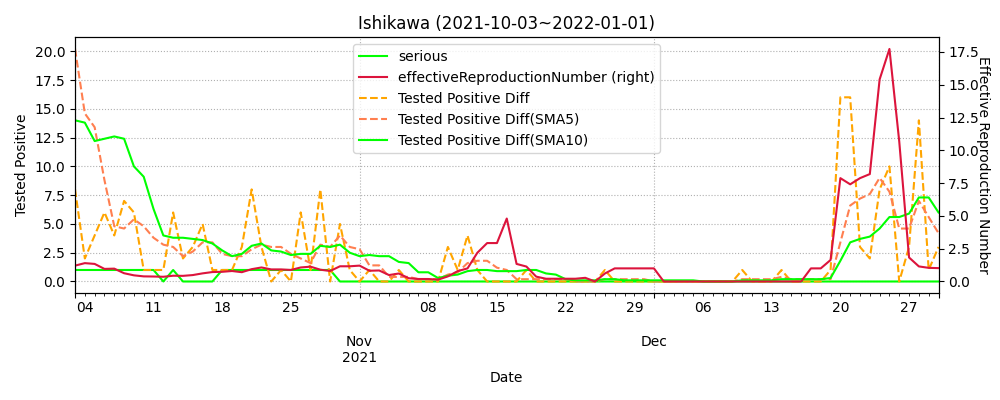 Ishikawa (2021-10-03~2022-01-01)
20.0
17.5
15.0
12.5
10.0
7.5
5.0
2.5
0.0
Tested Positive
serious
effectiveReproductionNumber (right)
Tested Positive Diff
Tested Positive Diff(SMA5)
Tested Positive Diff(SMA10)
17.5
15.0
12.5
10.0
7.5
5.0
2.5
0.0
Effective Reproduction Number
04 11 18 25 08 15 22 29 06 13 20 27
Nov Dec
2021
Date